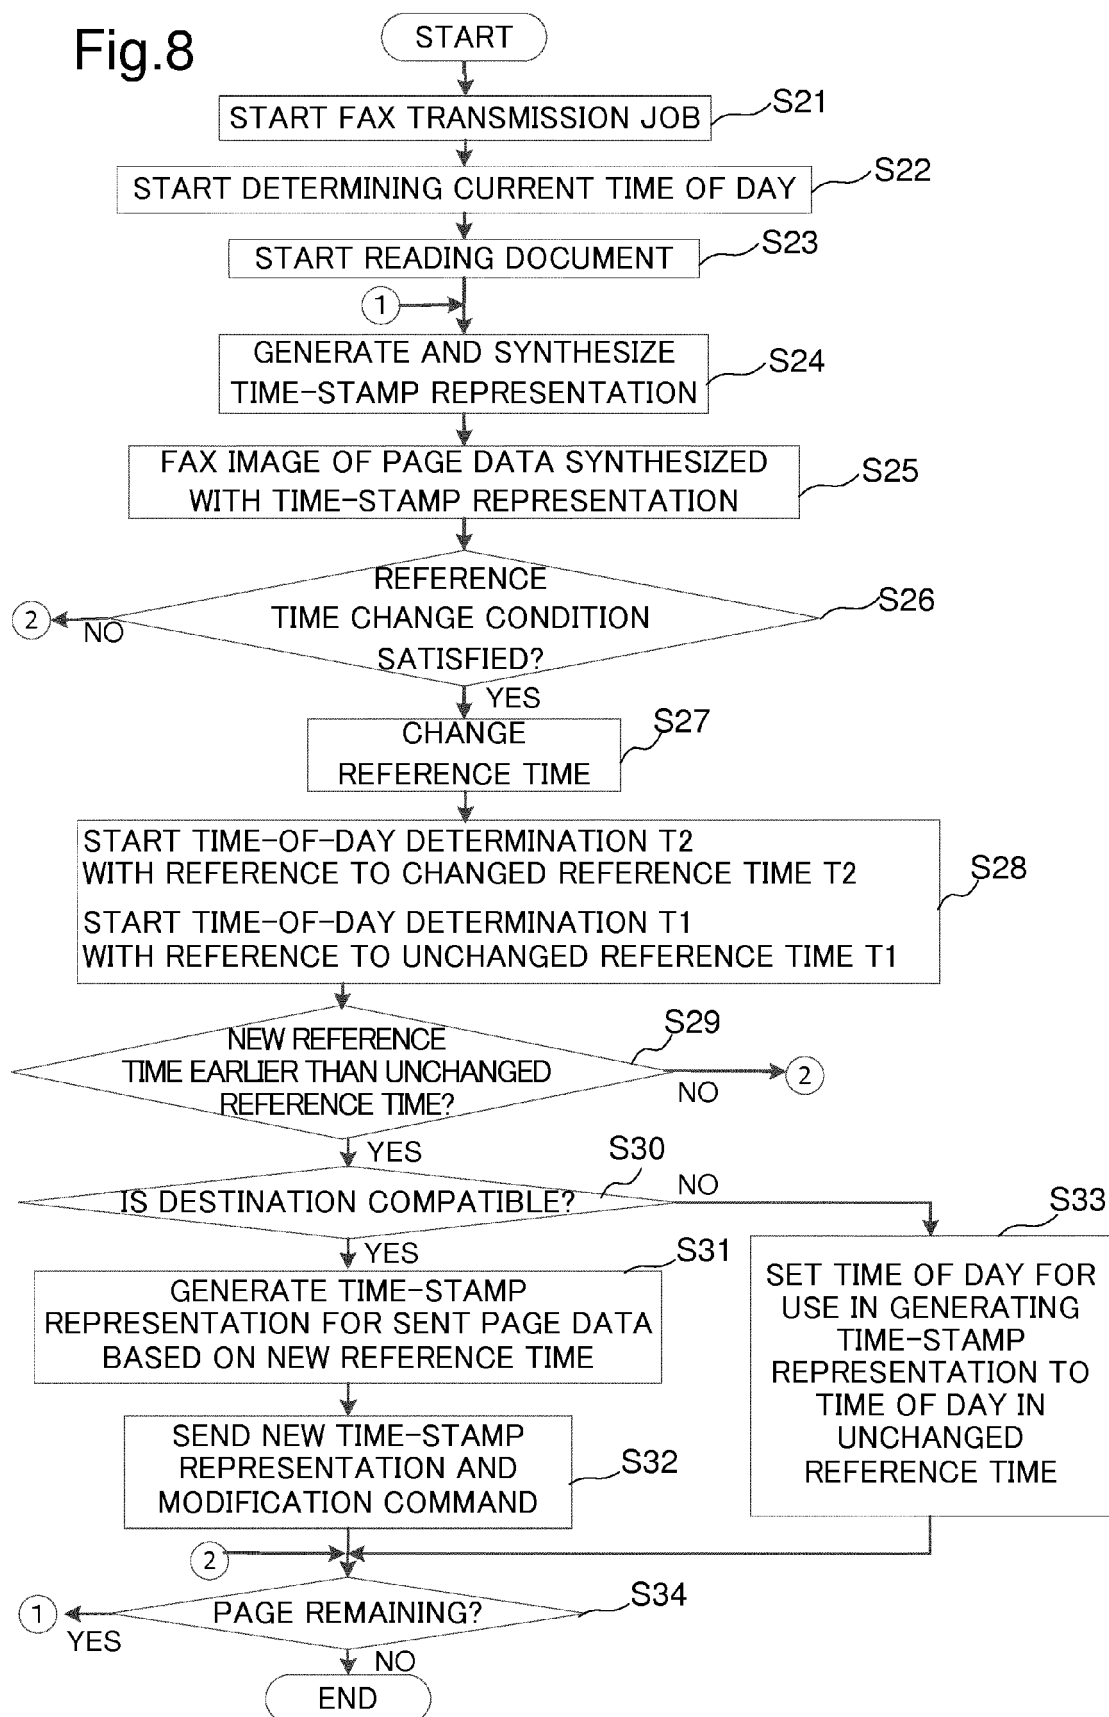 Fig.8
START
START FAX TRANSMISSION JOB
S21
START DETERMINING CURRENT TIME OF DAY
S22
START READING DOCUMENT
S23
1
GENERATE AND SYNTHESIZE
TIME-STAMP REPRESENTATION
S24
FAX IMAGE OF PAGE DATA SYNTHESIZED
WITH TIME-STAMP REPRESENTATION
S25
REFERENCE
TIME CHANGE CONDITION
SATISFIED?
S26
2
NO
YES
CHANGE
REFERENCE TIME
S27
START TIME-OF-DAY DETERMINATION T2
WITH REFERENCE TO CHANGED REFERENCE TIME T2
START TIME-OF-DAY DETERMINATION T1
WITH REFERENCE TO UNCHANGED REFERENCE TIME T1
S28
NEW REFERENCE
TIME EARLIER THAN UNCHANGED
REFERENCE TIME?
S29
NO
2
YES
IS DESTINATION COMPATIBLE?
S30
NO
YES
GENERATE TIME-STAMP
REPRESENTATION FOR SENT PAGE DATA
BASED ON NEW REFERENCE TIME
S31
S33
SET TIME OF DAY FOR
USE IN GENERATING
TIME-STAMP
REPRESENTATION TO
TIME OF DAY IN
UNCHANGED
REFERENCE TIME
SEND NEW TIME-STAMP
REPRESENTATION AND
MODIFICATION COMMAND
S32
2
PAGE REMAINING?
S34
1
YES
NO
END